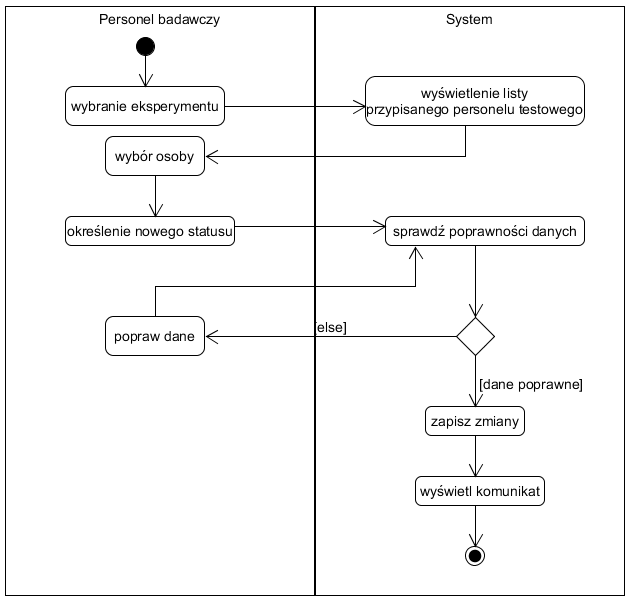 Personel badawczy
System
wybranie eksperymentu
wyświetlenie listy
przypisanego personelu testowego
wybór osoby
określenie nowego statusu
sprawdź poprawności danych
popraw dane
[else]
[dane poprawne]
zapisz zmiany
wyświetl komunikat